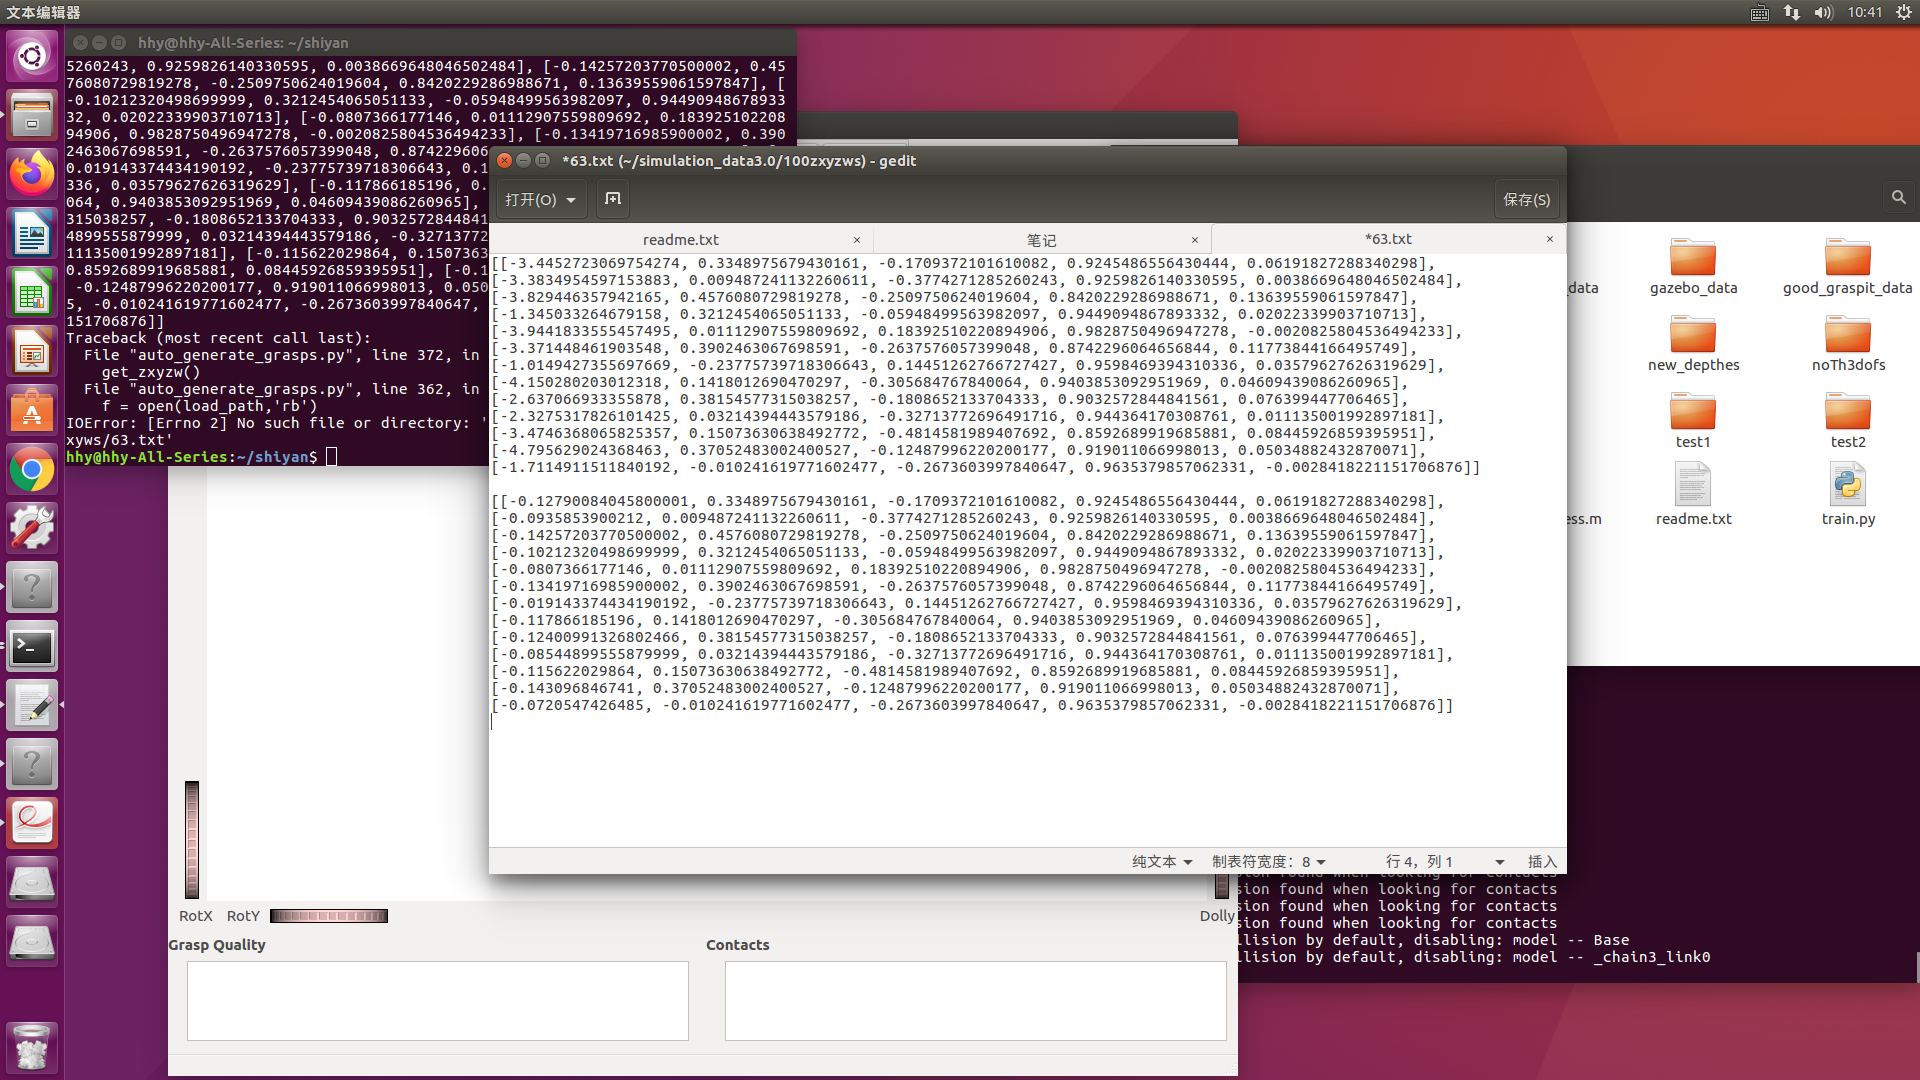 文本编辑器
10:41
hhy@hhy-All-Series: ~/shiyan
5260243, 0.9259826140330595, 0.0038669648046502484], [-0.14257203770500002, 0.45
76080729819278, -0.2509750624019604, 0.8420229286988671, 0.13639559061597847], [
-0.10212320498699999, 0.3212454065051133, -0.05948499563982097, 0.94490948678933
32, 0.02022339903710713], [-0.0807366177146, 0.01112907559809692, 0.183925102208
94906, 0.9828750496947278, -0.0020825804536494233], [-0.13419716985900002, 0.390
2463067698591, -0.2637576057399048, 0.874229606
0.019143374434190192, -0.23775739718306643, 0.1
336, 0.03579627626319629], [-0.117866185196, 0.
064, 0.9403853092951969, 0.04609439086260965],
315038257, -0.1808652133704333, 0.9032572844841
4899555879999, 0.03214394443579186, -0.32713772
1113500199289718​1], [-0.115622029864, 0.1507363
0.8592689919685881, 0.08445926859395951], [-0.1
-0.12487996220200177, 0.919011066998013, 0.050
5, -0.010241619771602477, -0.2673603997840647,
151706876]]
Traceback (most recent call last):
File "auto_generate_grasps.py", line 372, in
get_zxyzw()
File "auto_generate_grasps.py", line 362, in
f = open(load_path,'rb')
IOError: [Errno 2] No such file or directory: '
xyws/63.txt'
hhy@hhy-All-Series:~/shiyan$
*63.txt (~/simulation_data3.0/100zxyzws) - gedit
打开(O)
保存(S)
readme.txt × 笔记 × *63.txt ×
[[-3.4452723069754274, 0.3348975679430161, -0.1709372101610082, 0.9245486556430444, 0.06191827288340298],
[-3.3834954597153883, 0.009487241132260611, -0.3774271285260243, 0.9259826140330595, 0.0038669648046502484],
[-3.829446357942165, 0.4576080729819278, -0.2509750624019604, 0.8420229286988671, 0.13639559061597847],
[-1.345033264679158, 0.3212454065051133, -0.05948499563982097, 0.9449094867893332, 0.02022339903710713],
[-3.9441833555457495, 0.01112907559809692, 0.18392510220894906, 0.9828750496947278, -0.0020825804536494233],
[-3.371448461903548, 0.3902463067698591, -0.2637576057399048, 0.8742296064656844, 0.11773844166495749],
[-1.0149427355697669, -0.23775739718306643, 0.14451262766727427, 0.9598469394310336, 0.03579627626319629],
[-4.150280203012318, 0.1418012690470297, -0.305684767840064, 0.9403853092951969, 0.04609439086260965],
[-2.637066933355878, 0.38154577315038257, -0.1808652133704333, 0.9032572844841561, 0.076399447706465],
[-2.3275317826101425, 0.03214394443579186, -0.32713772696491716, 0.944364170308761, 0.011135001992897181],
[-3.4746368065825357, 0.15073630638492772, -0.4814581989407692, 0.8592689919685881, 0.08445926859395951],
[-4.795629024368463, 0.37052483002400527, -0.12487996220200177, 0.919011066998013, 0.05034882432870071],
[-1.7114911511840192, -0.010241619771602477, -0.2673603997840647, 0.9635379857062331, -0.0028418221151706876]]
[[-0.12790084045800001, 0.3348975679430161, -0.1709372101610082, 0.9245486556430444, 0.06191827288340298],
[-0.0935853900212, 0.009487241132260611, -0.3774271285260243, 0.9259826140330595, 0.0038669648046502484],
[-0.14257203770500002, 0.4576080729819278, -0.2509750624019604, 0.8420229286988671, 0.13639559061597847],
[-0.10212320498699999, 0.3212454065051133, -0.05948499563982097, 0.9449094867893332, 0.02022339903710713],
[-0.0807366177146, 0.01112907559809692, 0.18392510220894906, 0.9828750496947278, -0.0020825804536494233],
[-0.13419716985900002, 0.3902463067698591, -0.2637576057399048, 0.8742296064656844, 0.11773844166495749],
[-0.019143374434190192, -0.23775739718306643, 0.14451262766727427, 0.9598469394310336, 0.03579627626319629],
[-0.117866185196, 0.1418012690470297, -0.305684767840064, 0.9403853092951969, 0.04609439086260965],
[-0.12400991326802466, 0.38154577315038257, -0.1808652133704333, 0.9032572844841561, 0.076399447706465],
[-0.08544899555879999, 0.03214394443579186, -0.32713772696491716, 0.944364170308761, 0.011135001992897181],
[-0.115622029864, 0.15073630638492772, -0.4814581989407692, 0.8592689919685881, 0.08445926859395951],
[-0.143096846741, 0.37052483002400527, -0.12487996220200177, 0.919011066998013, 0.05034882432870071],
[-0.0720547426485, -0.010241619771602477, -0.2673603997840647, 0.9635379857062331, -0.0028418221151706876]]
纯文本 制表符宽度: 8 行 4, 列 1 插入
_data gazebo_data good_graspit_data
new_depthes noTh3dofs
test1 test2
ess.m readme.txt train.py
sion found when looking for contacts
sion found when looking for contacts
sion found when looking for contacts
sion found when looking for contacts
llision by default, disabling: model -- Base
llision by default, disabling: model -- _chain3_link0
RotX RotY Dolly
Grasp Quality Contacts